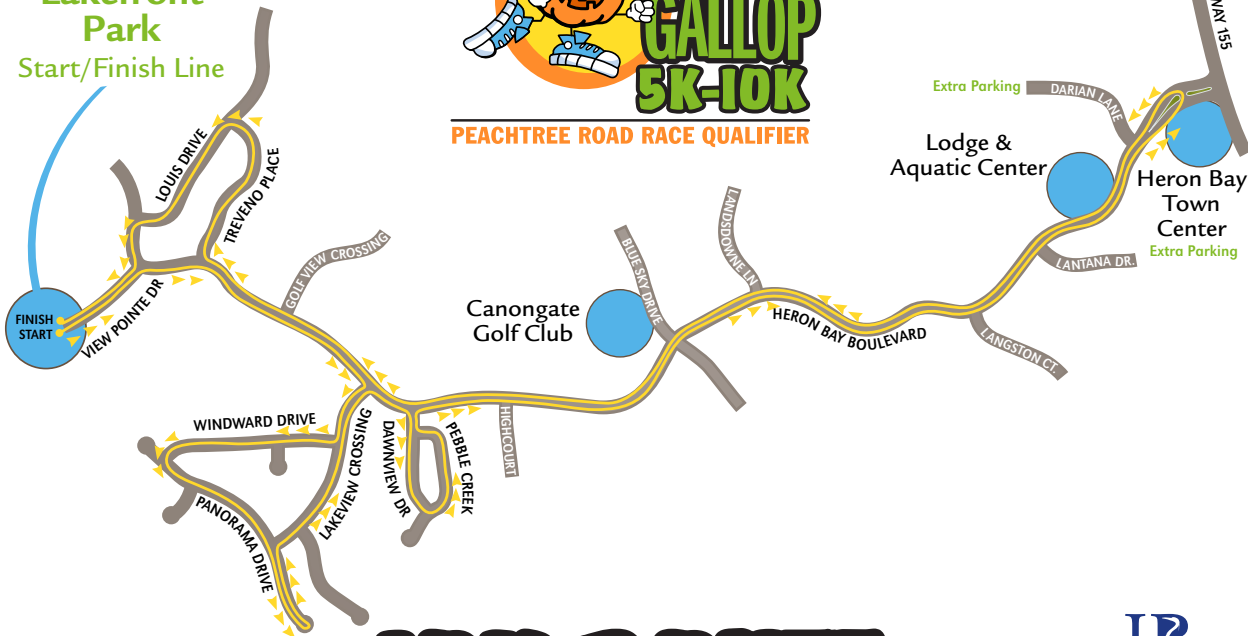 Lakefront
Park
Start/Finish Line
GALLOP
5K-10K
PEACHTREE ROAD RACE QUALIFIER
WAY 155
Extra Parking
DARIAN LANE
Lodge &
Aquatic Center
Heron Bay
Town
Center
Extra Parking
LANTANA DR.
LOUIS DRIVE
TREVENO PLACE
GOLF VIEW CROSSING
BLUE SKY DRIVE
LANDSDOWNE LN
Canongate
Golf Club
HERON BAY BOULEVARD
LANGSTON CT.
FINISH
START
VIEW POINTE DR
WINDWARD DRIVE
LAKEVIEW CROSSING
DAWNVIEW DR
PEBBLE CREEK
HIGHCOURT
PANORAMA DRIVE